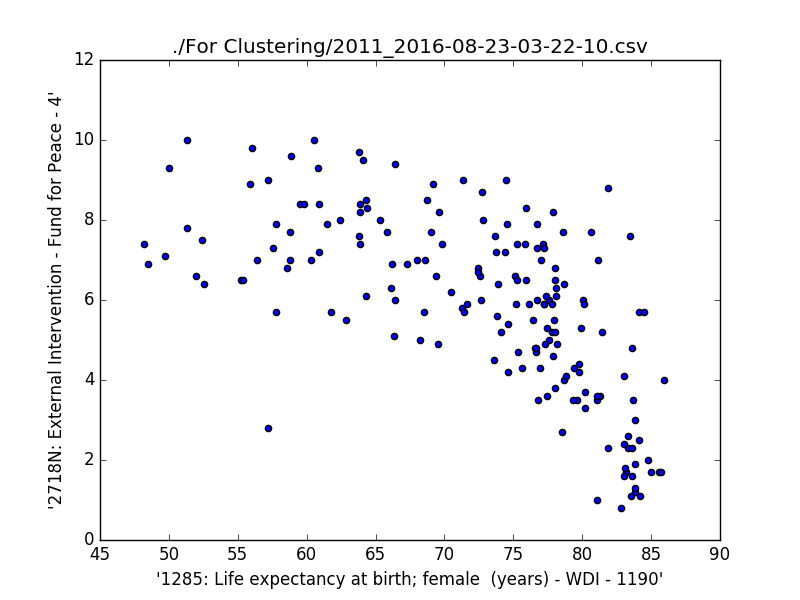 ./For Clustering/2011_2016-08-23-03-22-10.csv
12
10
8
6
4
2
0
'2718N: External Intervention - Fund for Peace - 4'
45 50 55 60 65 70 75 80 85 90
'1285: Life expectancy at birth; female  (years) - WDI - 1190'